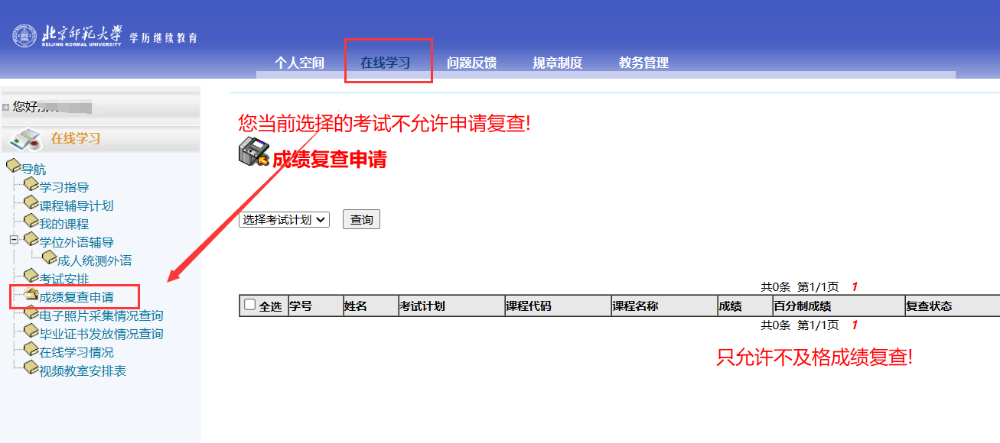 北京师范大学 学历继续教育
BEIJING NORMAL UNIVERSITY
个人空间 在线学习 问题反馈 规章制度 教务管理
您好
在线学习
导航
学习指导
课程辅导计划
我的课程
学位外语辅导
成人统测外语
考试安排
成绩复查申请
电子照片采集情况查询
毕业证书发放情况查询
在线学习情况
视频教室安排表
您当前选择的考试不允许申请复查!
成绩复查申请
选择考试计划 查询
共0条 第1/1页 1
全选 学号 姓名 考试计划 课程代码 课程名称 成绩 百分制成绩 复查状态
共0条 第1/1页 1
只允许不及格成绩复查!